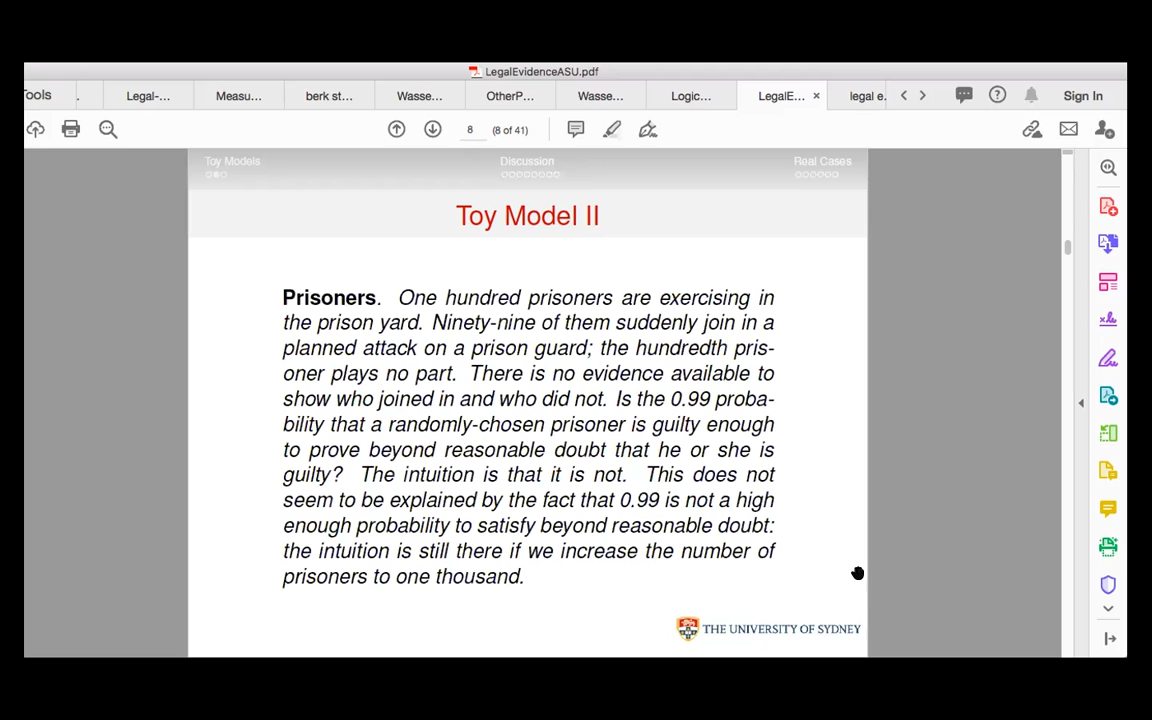 LegalEvidenceASU.pdf
ools . Legal-... Measu... berk st... Wasse... OtherP... Wasse... Logic... LegalE... × legal e. Sign In
8 (8 of 41)
Toy Models Discussion Real Cases
Toy Model II
Prisoners. One hundred prisoners are exercising in
the prison yard. Ninety-nine of them suddenly join in a
planned attack on a prison guard; the hundredth pris-
oner plays no part. There is no evidence available to
show who joined in and who did not. Is the 0.99 proba-
bility that a randomly-chosen prisoner is guilty enough
to prove beyond reasonable doubt that he or she is
guilty? The intuition is that it is not. This does not
seem to be explained by the fact that 0.99 is not a high
enough probability to satisfy beyond reasonable doubt:
the intuition is still there if we increase the number of
prisoners to one thousand.
THE UNIVERSITY OF SYDNEY